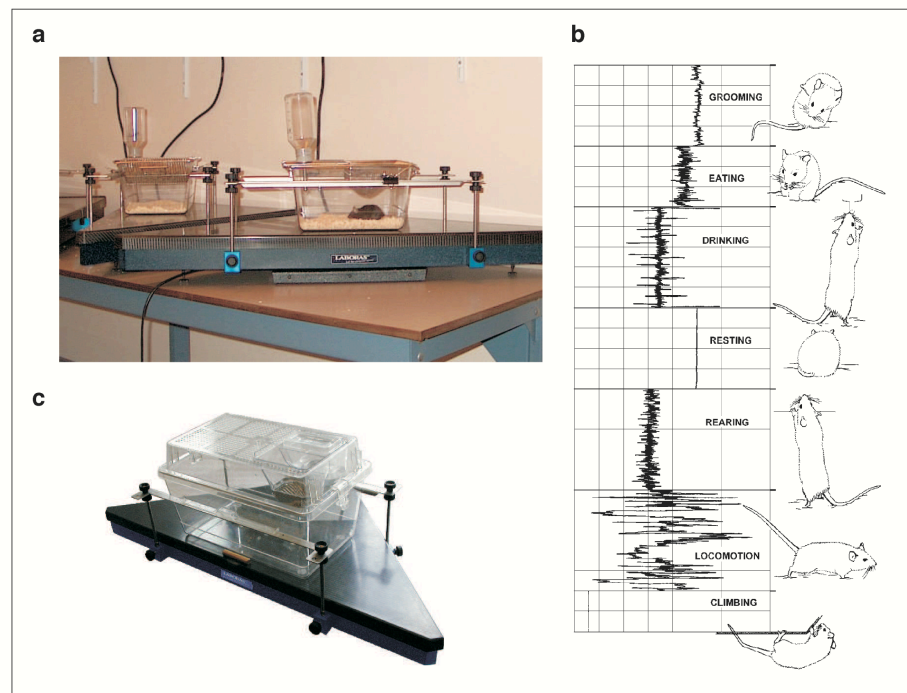 a
LABORAS
b
GROOMING
EATING
DRINKING
RESTING
REARING
LOCOMOTION
CLIMBING
c